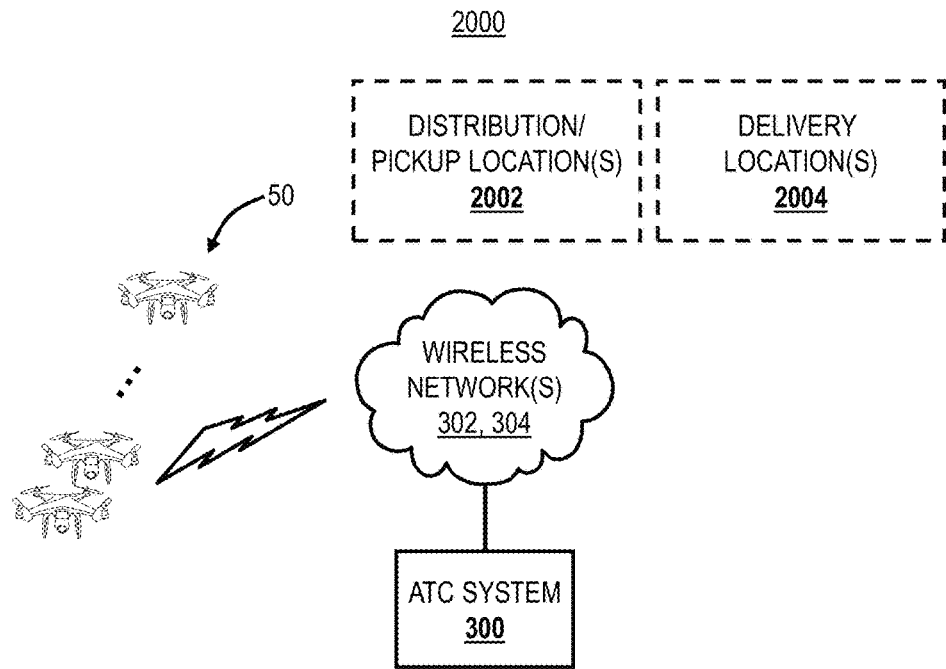 2000
DISTRIBUTION/
PICKUP LOCATION(S)
2002
DELIVERY
LOCATION(S)
2004
50
WIRELESS
NETWORK(S)
302, 304
ATC SYSTEM
300